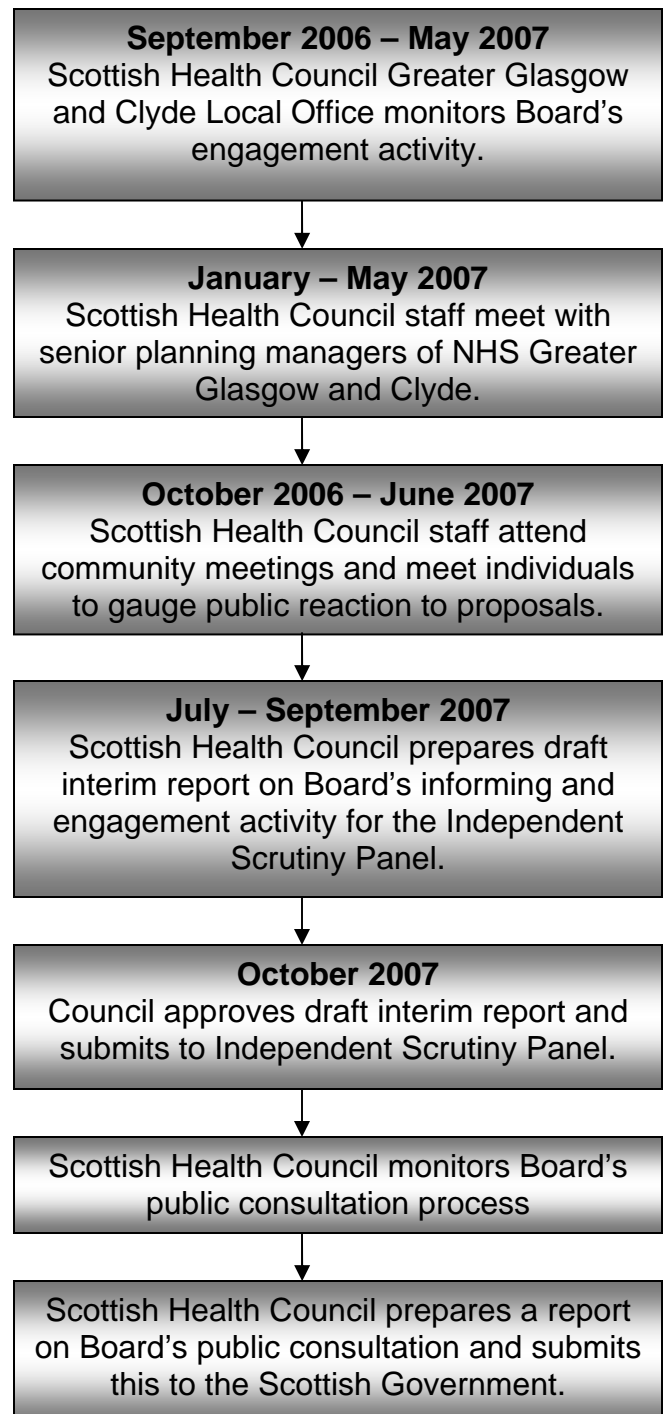 September 2006 – May 2007
Scottish Health Council Greater Glasgow
and Clyde Local Office monitors Board’s
engagement activity.
January – May 2007
Scottish Health Council staff meet with
senior planning managers of NHS Greater
Glasgow and Clyde.
October 2006 – June 2007
Scottish Health Council staff attend
community meetings and meet individuals
to gauge public reaction to proposals.
July – September 2007
Scottish Health Council prepares draft
interim report on Board’s informing and
engagement activity for the Independent
Scrutiny Panel.
October 2007
Council approves draft interim report and
submits to Independent Scrutiny Panel.
Scottish Health Council monitors Board’s
public consultation process
Scottish Health Council prepares a report
on Board’s public consultation and submits
this to the Scottish Government.